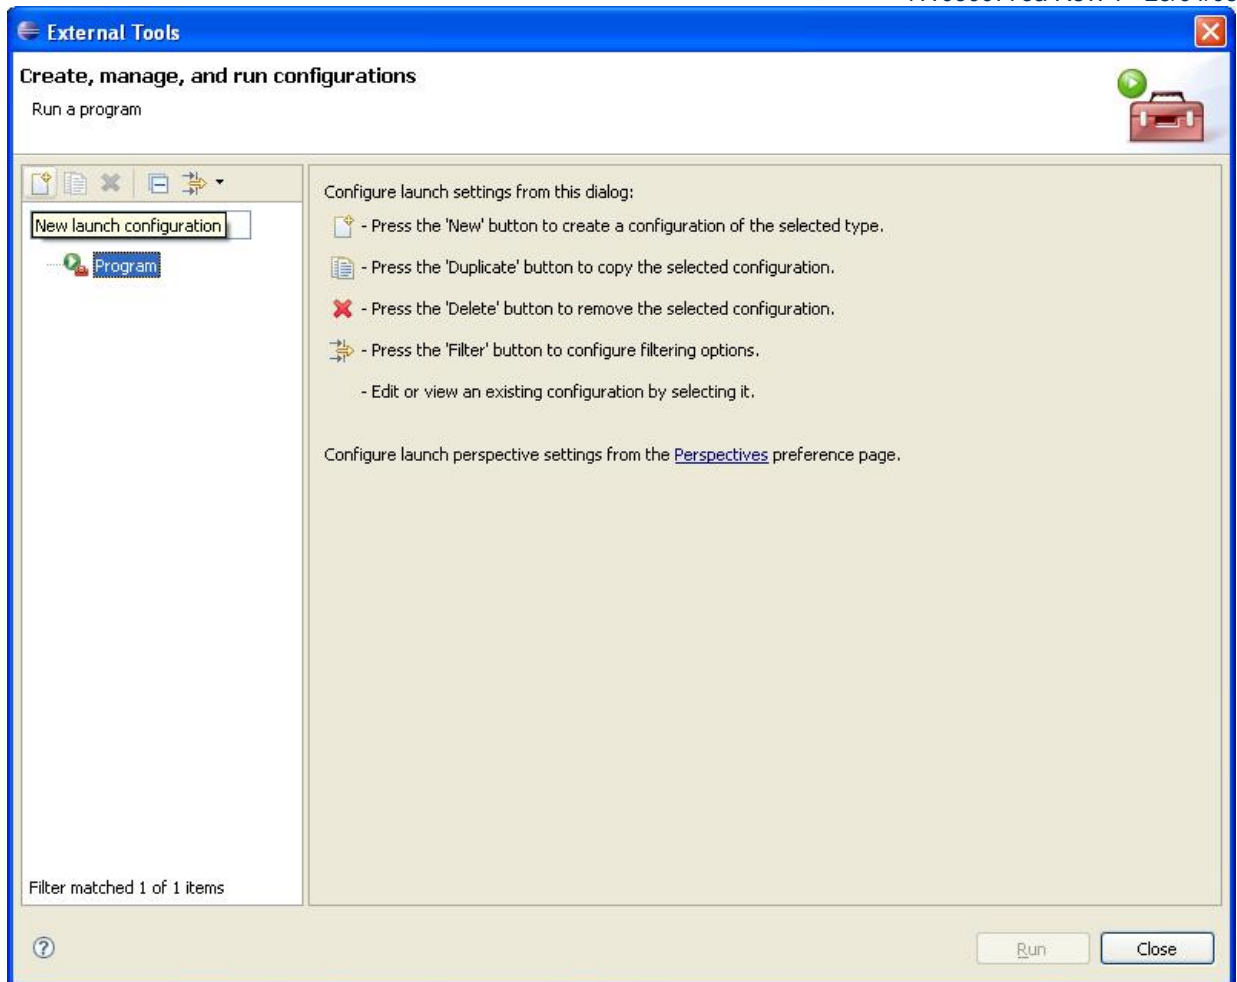 External Tools
Create, manage, and run configurations
Run a program
New launch configuration
Program
Filter matched 1 of 1 items
Configure launch settings from this dialog:
- Press the 'New' button to create a configuration of the selected type.
- Press the 'Duplicate' button to copy the selected configuration.
- Press the 'Delete' button to remove the selected configuration.
- Press the 'Filter' button to configure filtering options.
- Edit or view an existing configuration by selecting it.
Configure launch perspective settings from the Perspectives preference page.
Run
Close